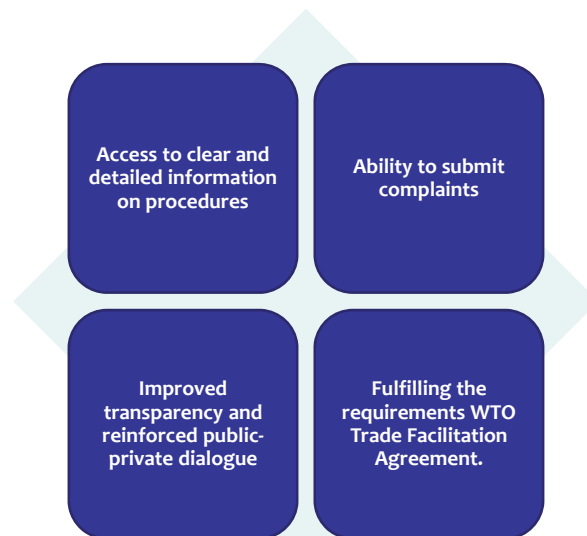 Access to clear and
detailed information
on procedures
Ability to submit
complaints
Improved
transparency and
reinforced public-
private dialogue
Fulfilling the
requirements WTO
Trade Facilitation
Agreement.